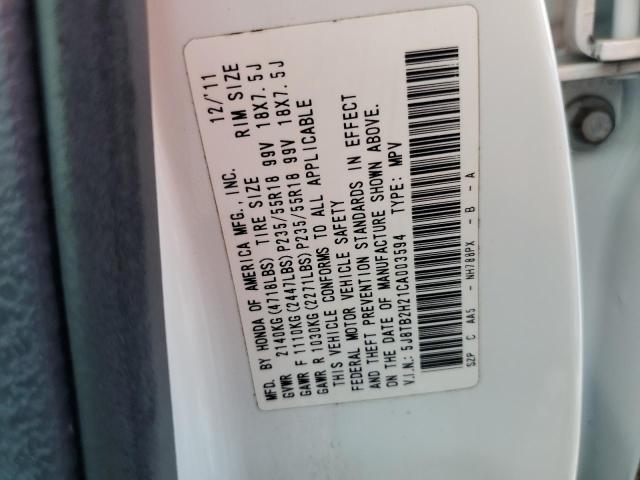 MFD. BY HONDA OF AMERICA MFG., INC. 12/'11
GVWR 2140KG(4718LBS) TIRE SIZE RIM SIZE
GAWR F 1110KG(2447LBS)P235/55R18 99V 18X7.5J
GAWR R 1030KG(2271LBS)P235/55R18 99V 18X7.5J
THIS VEHICLE CONFORMS TO ALL APPLICABLE
FEDERAL MOTOR VEHICLE SAFETY
AND THEFT PREVENTION STANDARDS IN EFFECT
ON THE DATE OF MANUFACTURE SHOWN ABOVE.
V.I.N.: 5J8TB2H21CA003594 TYPE: MPV
SZP C AA5 - NH788PX - B - A